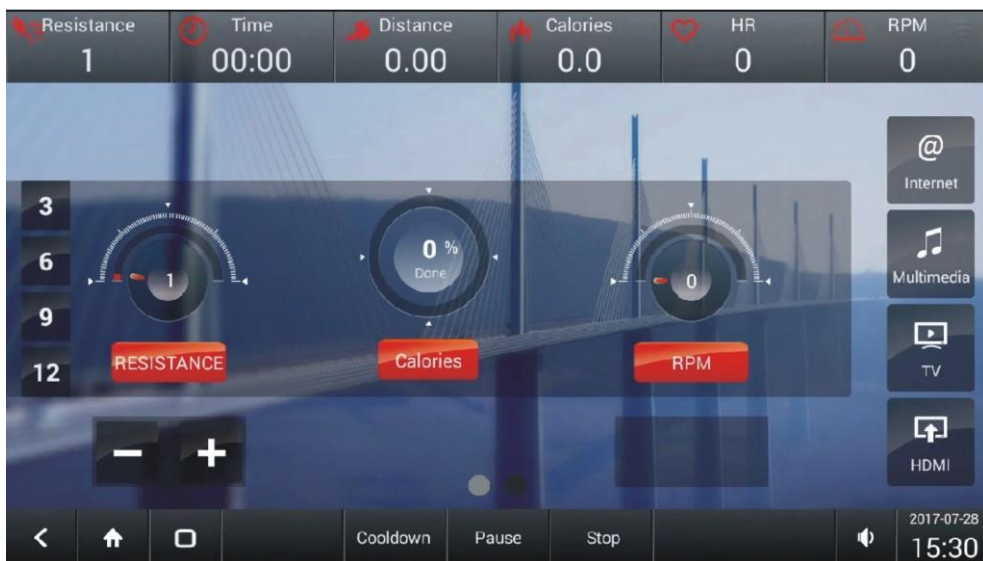 Resistance
1
Time
00:00
Distance
0.00
Calories
0.0
HR
0
RPM
0
@
Internet
Multimedia
TV
HDMI
3
6
9
12
1
RESISTANCE
0 %
Done
Calories
0
RPM
− +
Cooldown Pause Stop
2017-07-28
15:30